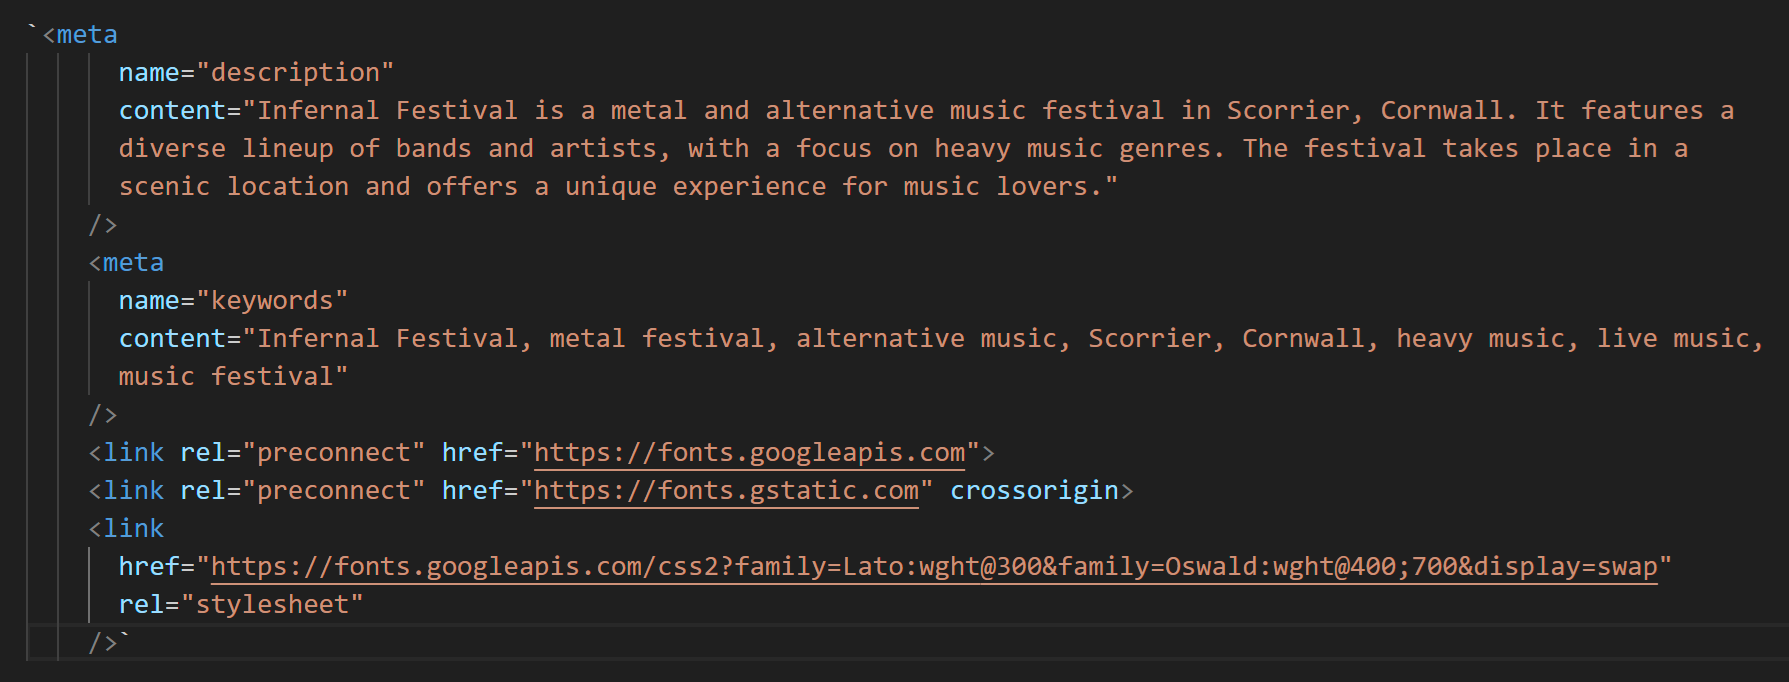 `<meta
name="description"
content="Infernal Festival is a metal and alternative music festival in Scorrier, Cornwall. It features a
diverse lineup of bands and artists, with a focus on heavy music genres. The festival takes place in a
scenic location and offers a unique experience for music lovers."
/>
<meta
name="keywords"
content="Infernal Festival, metal festival, alternative music, Scorrier, Cornwall, heavy music, live music,
music festival"
/>
<link rel="preconnect" href="https://fonts.googleapis.com">
<link rel="preconnect" href="https://fonts.gstatic.com" crossorigin>
<link
href="https://fonts.googleapis.com/css2?family=Lato:wght@300&family=Oswald:wght@400;700&display=swap"
rel="stylesheet"
/>`